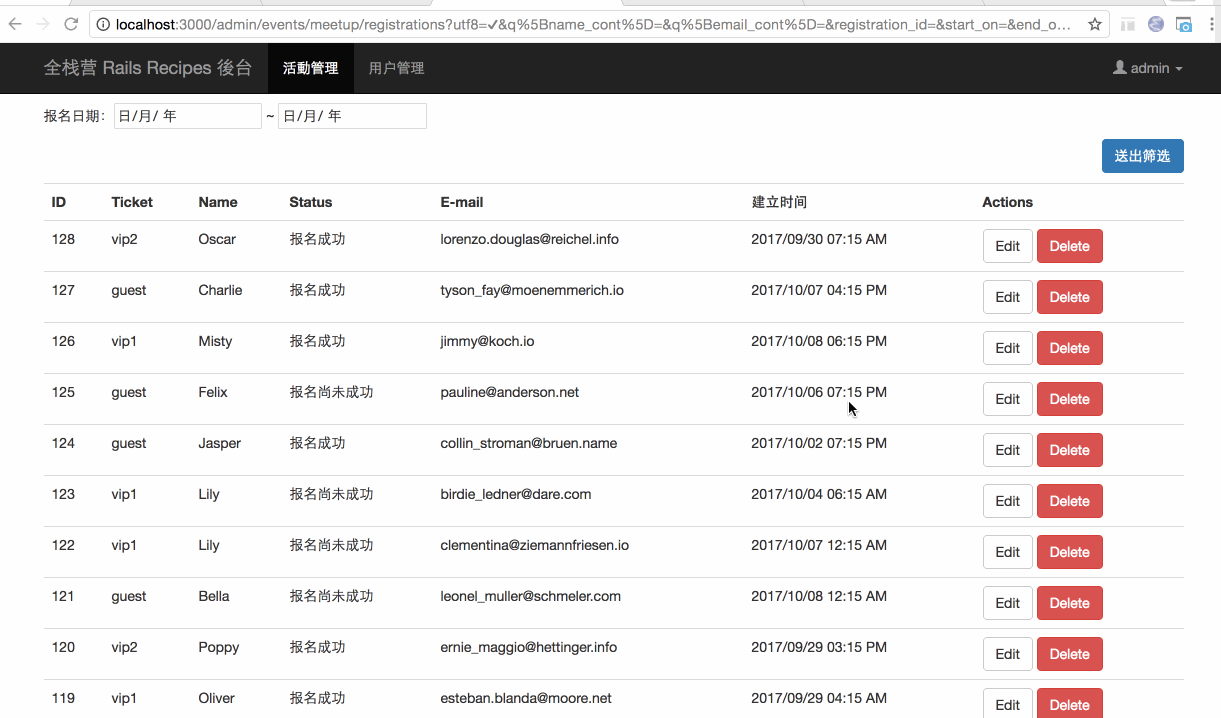 localhost:3000/admin/events/meetup/registrations?utf8=✓&q%5Bname_cont%5D=&q%5Bemail_cont%5D=&registration_id=&start_on=&end_o...
全栈营 Rails Recipes 後台 活動管理 用户管理 admin
报名日期: 日/月/ 年 ~ 日/月/ 年
送出筛选
ID Ticket Name Status E-mail 建立时间 Actions
128 vip2 Oscar 报名成功 lorenzo.douglas@reichel.info 2017/09/30 07:15 AM Edit Delete
127 guest Charlie 报名成功 tyson_fay@moenemmerich.io 2017/10/07 04:15 PM Edit Delete
126 vip1 Misty 报名成功 jimmy@koch.io 2017/10/08 06:15 PM Edit Delete
125 guest Felix 报名尚未成功 pauline@anderson.net 2017/10/06 07:15 PM Edit Delete
124 guest Jasper 报名成功 collin_stroman@bruen.name 2017/10/02 07:15 PM Edit Delete
123 vip1 Lily 报名尚未成功 birdie_ledner@dare.com 2017/10/04 06:15 AM Edit Delete
122 vip1 Lily 报名尚未成功 clementina@ziemannfriesen.io 2017/10/07 12:15 AM Edit Delete
121 guest Bella 报名尚未成功 leonel_muller@schmeler.com 2017/10/08 12:15 AM Edit Delete
120 vip2 Poppy 报名成功 ernie_maggio@hettinger.info 2017/09/29 03:15 PM Edit Delete
119 vip1 Oliver 报名成功 esteban.blanda@moore.net 2017/09/29 04:15 AM Edit Delete